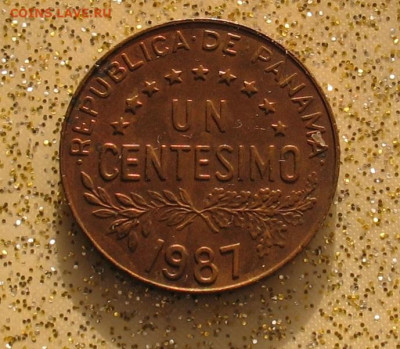 COINS.LAVE.RU
·REPUBLICA·DE·PANAMA·
UN
CENTESIMO
1987